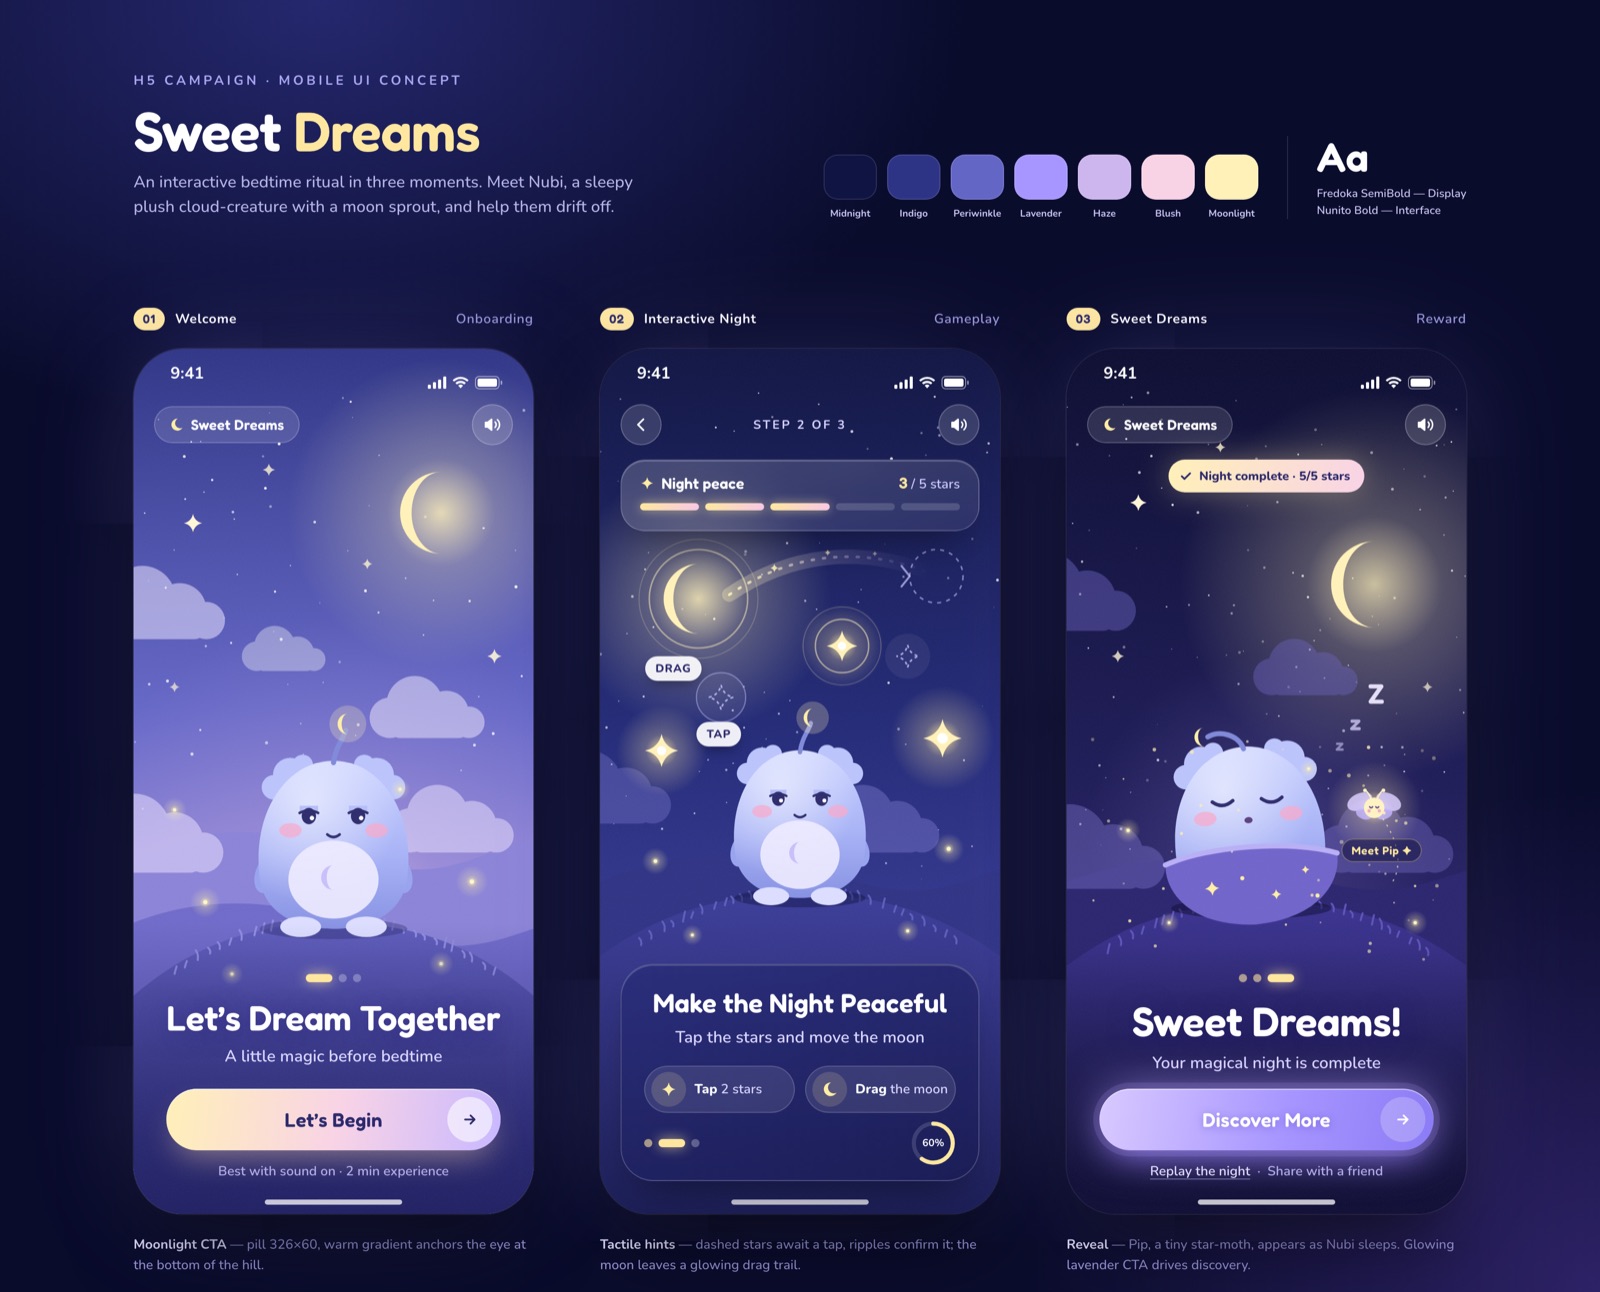 H5 CAMPAIGN · MOBILE UI CONCEPT
Sweet Dreams
An interactive bedtime ritual in three moments. Meet Nubi, a sleepy
plush cloud-creature with a moon sprout, and help them drift off.
Midnight
Indigo
Periwinkle
Lavender
Haze
Blush
Moonlight
Aa
Fredoka SemiBold — Display
Nunito Bold — Interface
01 Welcome Onboarding
9:41
Sweet Dreams
Let's Dream Together
A little magic before bedtime
Let's Begin
Best with sound on · 2 min experience
Moonlight CTA — pill 326×60, warm gradient anchors the eye at
the bottom of the hill.
02 Interactive Night Gameplay
9:41
STEP 2 OF 3
Night peace 3 / 5 stars
DRAG
TAP
Make the Night Peaceful
Tap the stars and move the moon
Tap 2 stars
Drag the moon
60%
Tactile hints — dashed stars await a tap, ripples confirm it; the
moon leaves a glowing drag trail.
03 Sweet Dreams Reward
9:41
Sweet Dreams
Night complete · 5/5 stars
Z
z
z
Meet Pip
Sweet Dreams!
Your magical night is complete
Discover More
Replay the night · Share with a friend
Reveal — Pip, a tiny star-moth, appears as Nubi sleeps. Glowing
lavender CTA drives discovery.